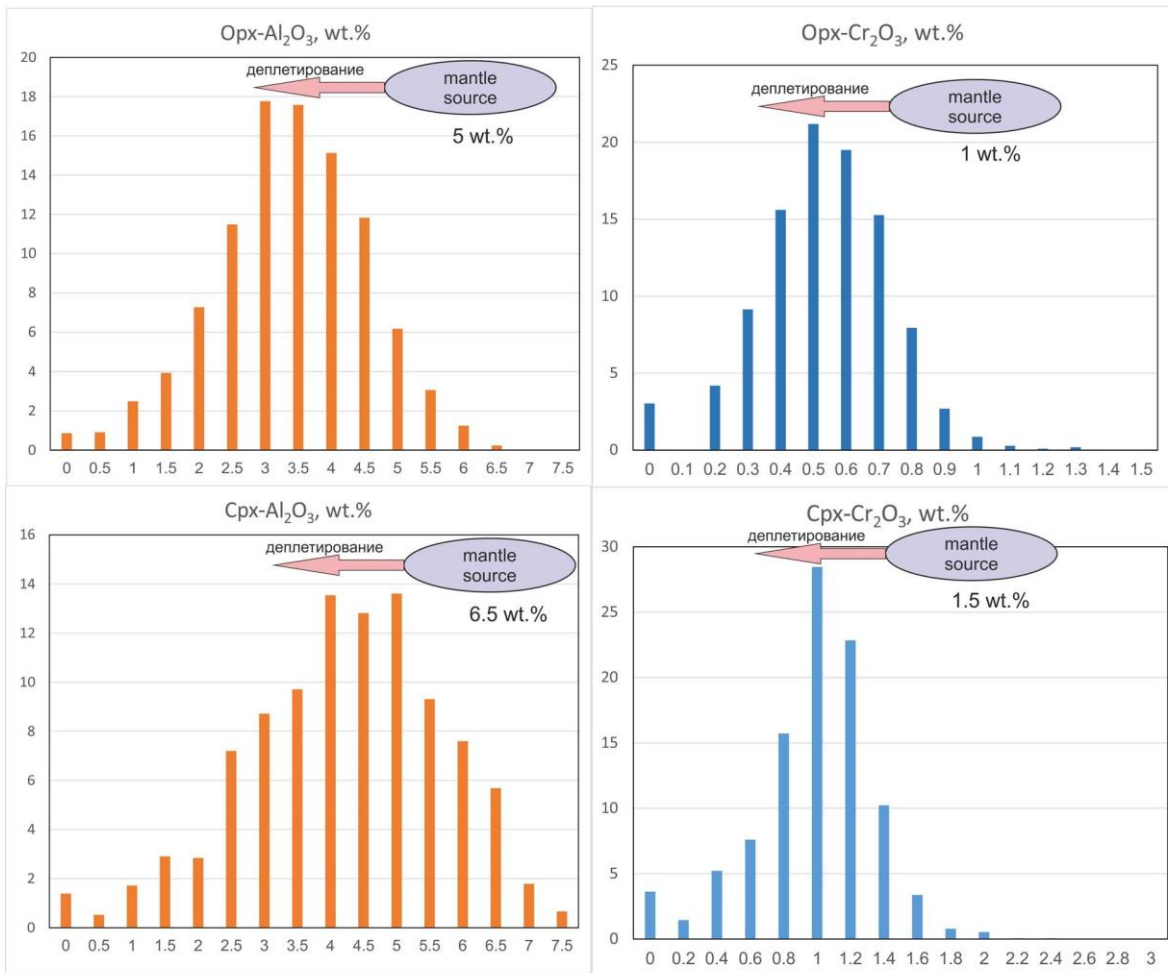 Opx-Al₂O₃, wt.%
20
18
16
14
12
10
8
6
4
2
0
деплетирование
mantle
source
5 wt.%
0 0.5 1 1.5 2 2.5 3 3.5 4 4.5 5 5.5 6 6.5 7 7.5
Opx-Cr₂O₃, wt.%
25
20
15
10
5
0
деплетирование
mantle
source
1 wt.%
0 0.1 0.2 0.3 0.4 0.5 0.6 0.7 0.8 0.9 1 1.1 1.2 1.3 1.4 1.5
Cpx-Al₂O₃, wt.%
16
14
12
10
8
6
4
2
0
деплетирование
mantle
source
6.5 wt.%
0 0.5 1 1.5 2 2.5 3 3.5 4 4.5 5 5.5 6 6.5 7 7.5
Cpx-Cr₂O₃, wt.%
30
25
20
15
10
5
0
деплетирование
mantle
source
1.5 wt.%
0 0.2 0.4 0.6 0.8 1 1.2 1.4 1.6 1.8 2 2.2 2.4 2.6 2.8 3